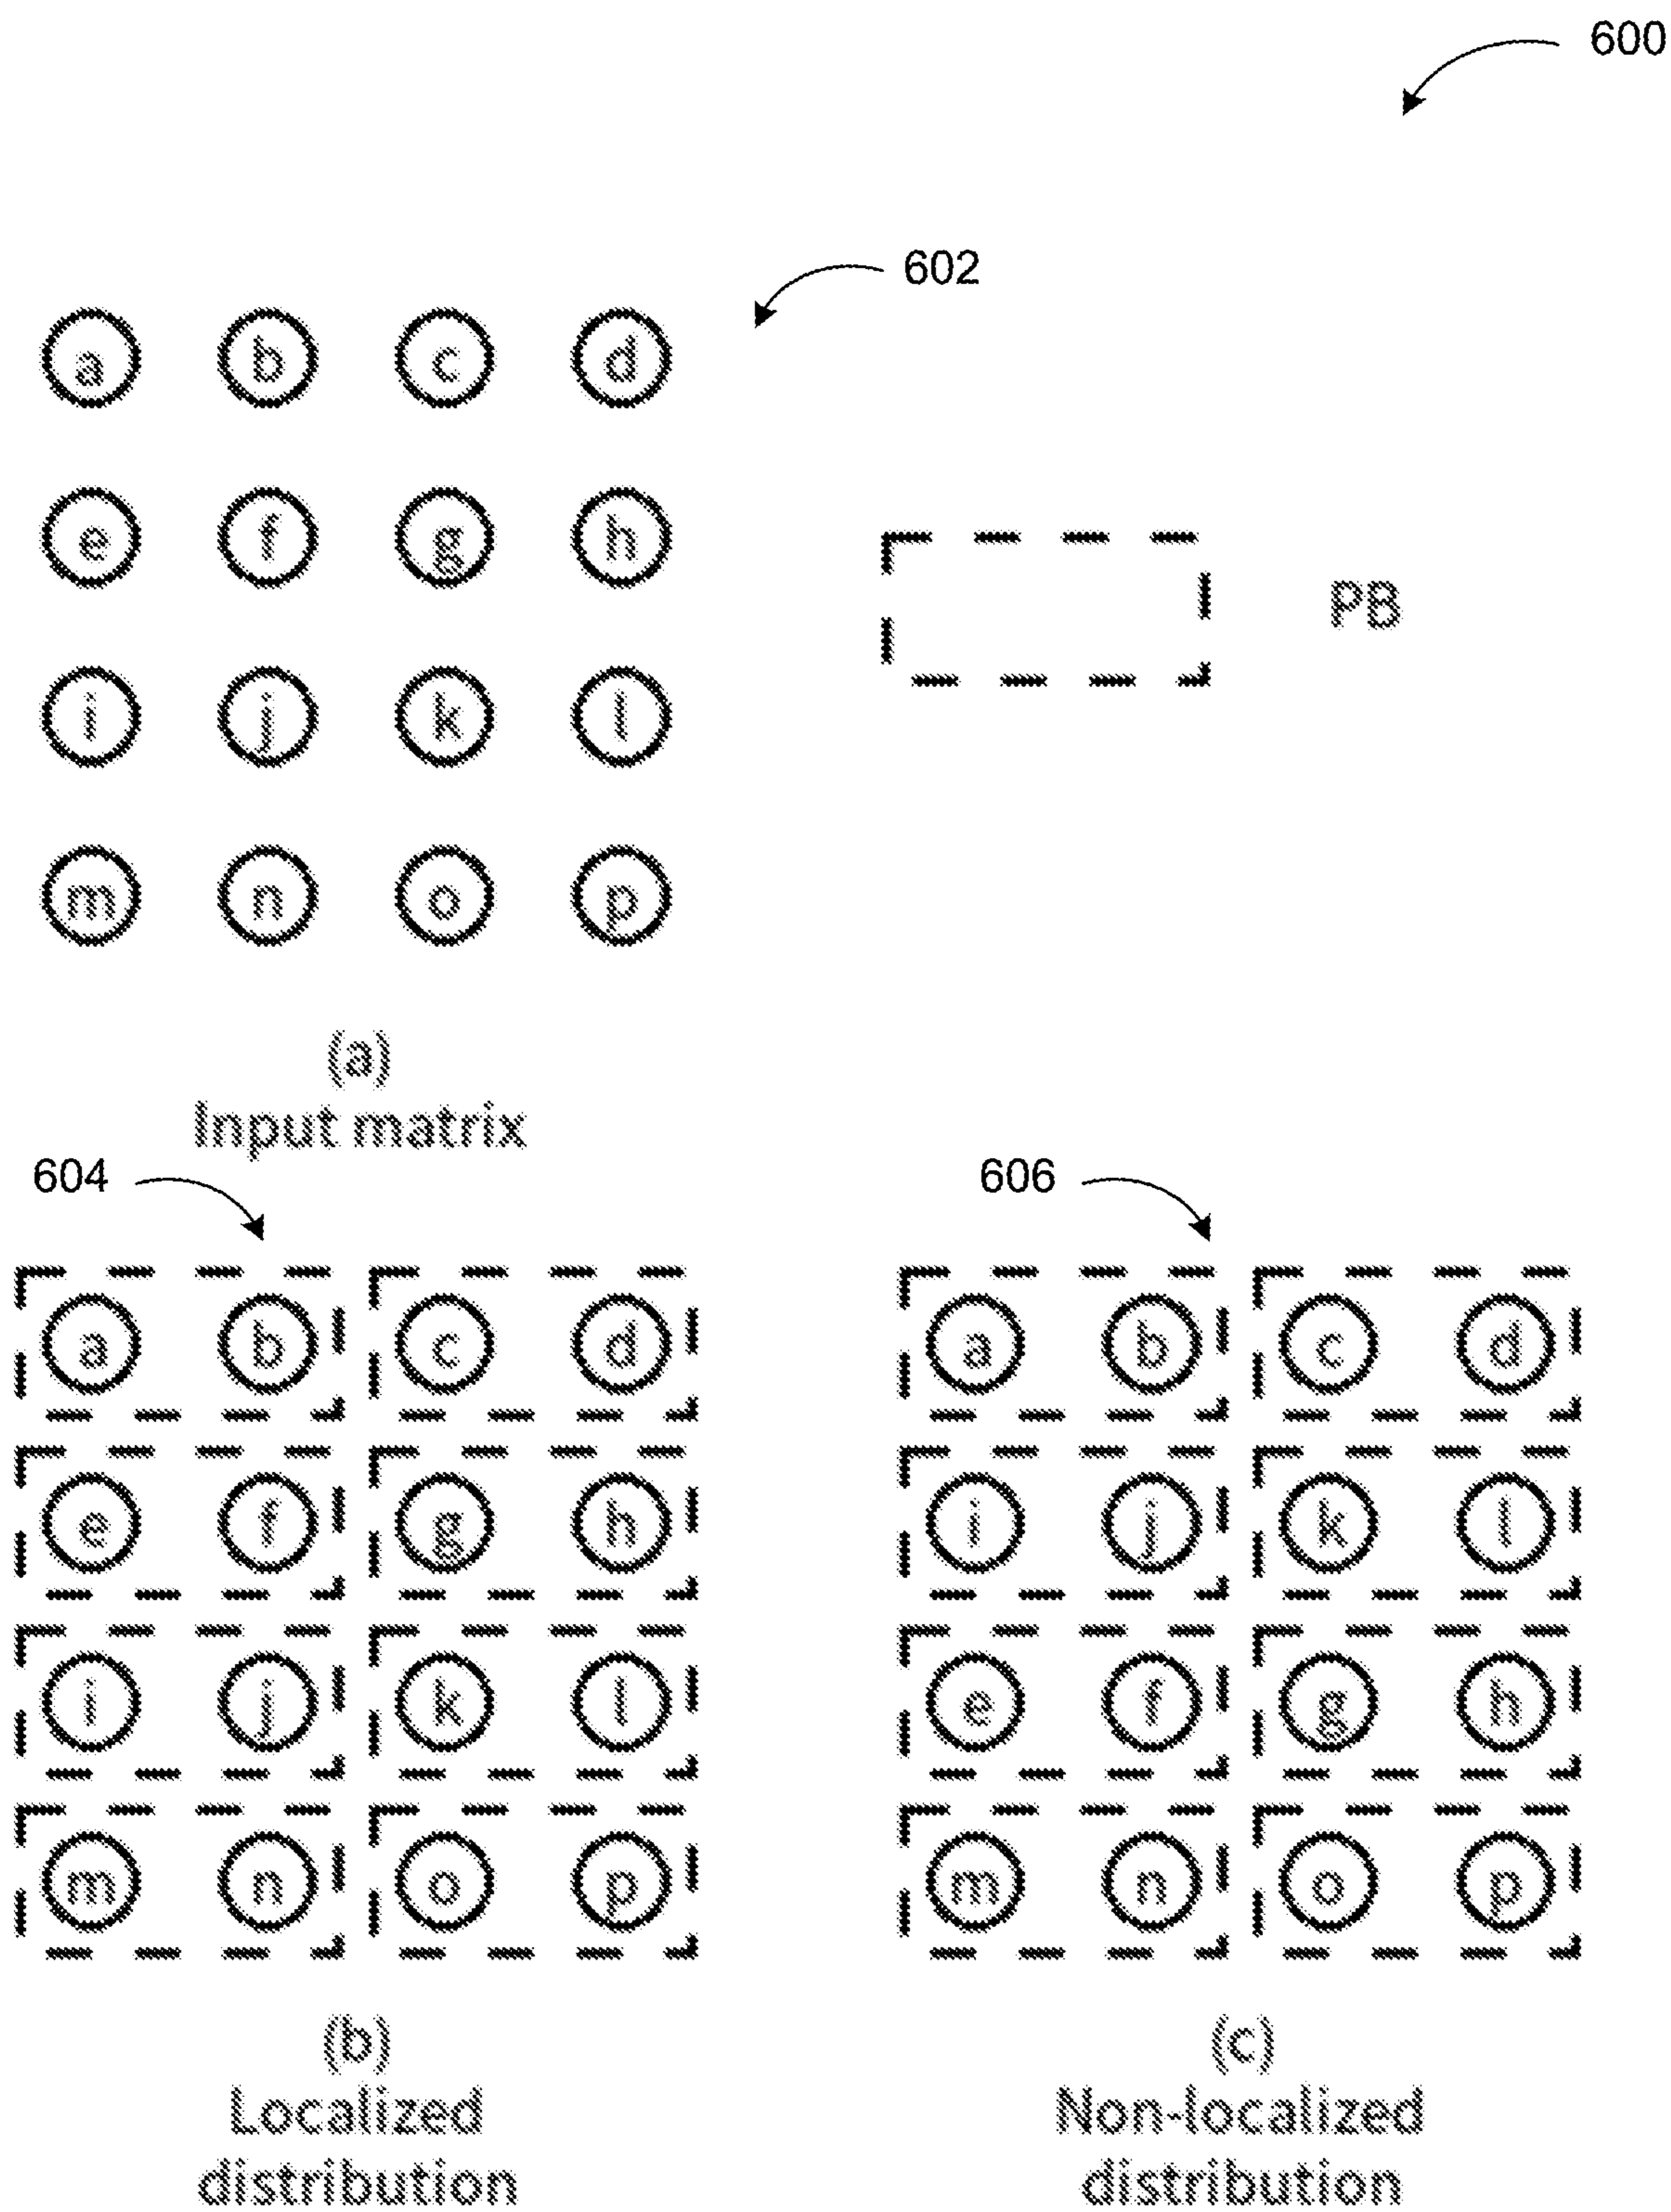 600
602
a b c d
e f g h
PB
i j k l
m n o p
(a)
Input matrix
604
606
a b c d
a b c d
e f g h
i j k l
i j k l
e f g h
m n o p
m n o p
(b)
Localized
distribution
(c)
Non-localized
distribution